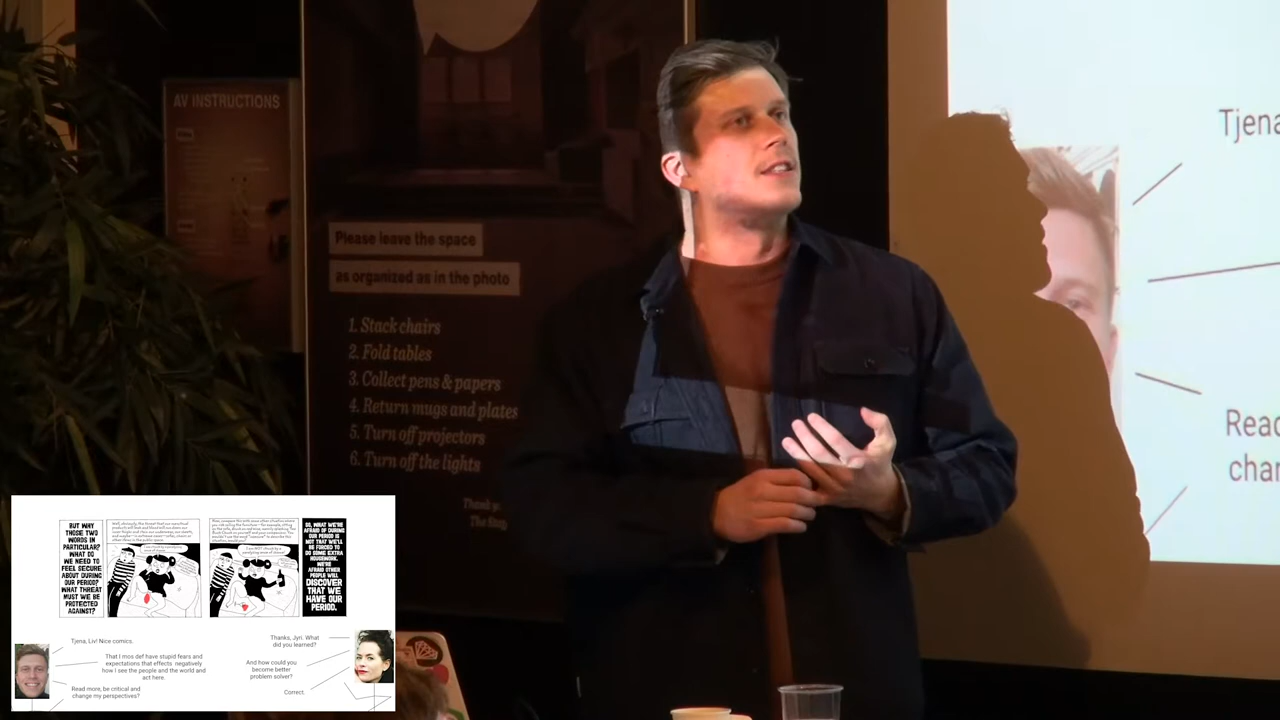 AV INSTRUCTIONS
Please leave the space
as organized as in the photo
1. Stack chairs
2. Fold tables
3. Collect pens & papers
4. Return mugs and plates
5. Turn off projectors
6. Turn off the lights
Tjena
Read
BUT WHY
THOSE TWO
WORDS IN
PARTICULAR?
WHAT DO
WE NEED TO
FEEL SECURE
ABOUT DURING
OUR PERIOD?
WHAT THREAT
MUST WE BE
PROTECTED
AGAINST?
SO, WHAT WE'RE
AFRAID OF DURING
OUR PERIOD IS
NOT THAT WE'LL
BE FORCED TO
DO SOME EXTRA
HOUSEWORK.
WE'RE
AFRAID OTHER
PEOPLE WILL
DISCOVER
THAT WE
HAVE OUR
PERIOD.
Tjena, Liv! Nice comics.
That I mos def have stupid fears and
expectations that effects negatively
how i see the people and the world and
act here.
Read more, be critical and
change my perspectives?
Thanks, Jyri. What
did you learned?
And how could you
become better
problem solver?
Correct.